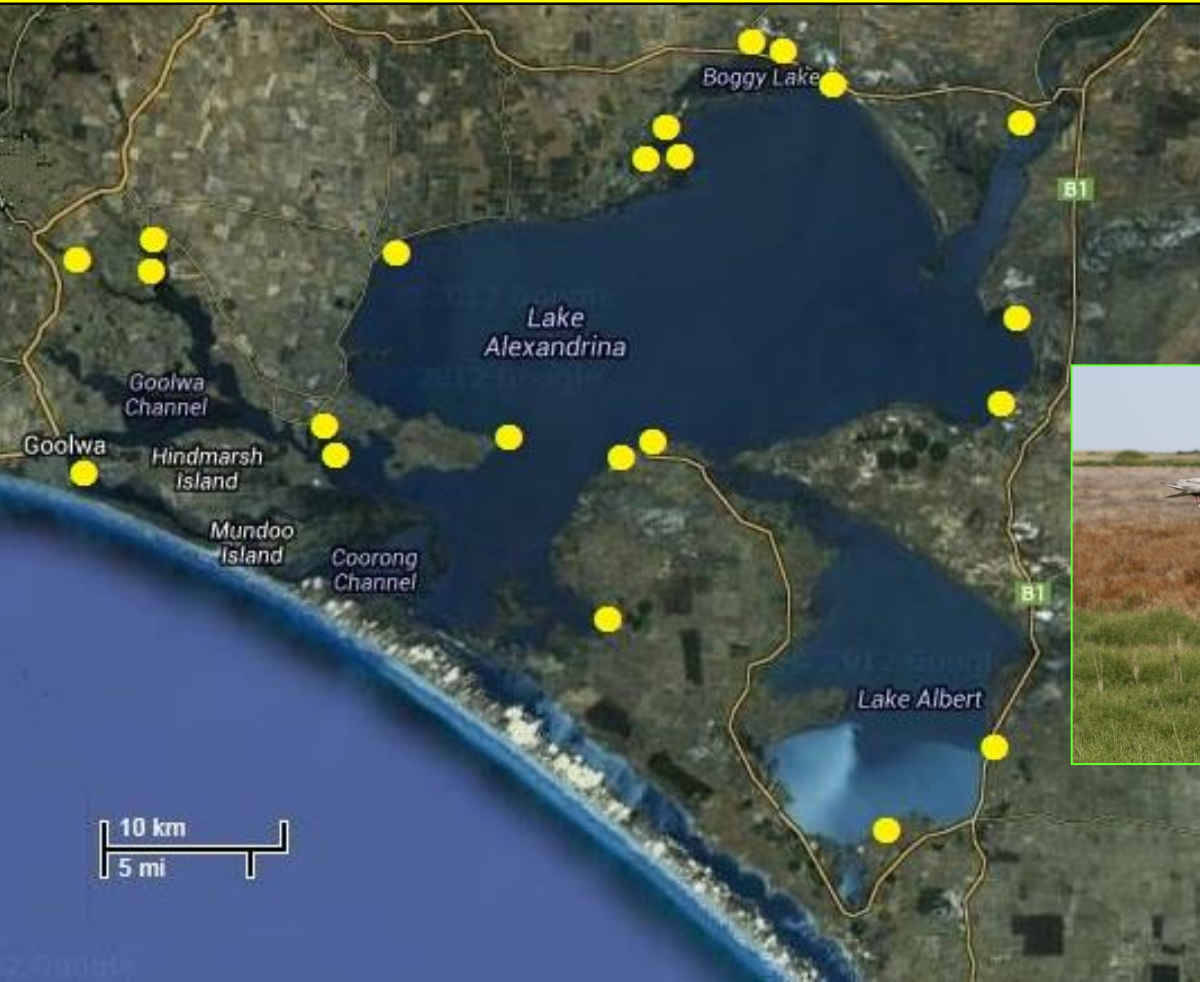 Boggy Lake
B1
Lake
Alexandrina
Goolwa
Channel
Goolwa
Hindmarsh
Island
Mundoo
Island
Coorong
Channel
B1
Lake Albert
10 km
5 mi